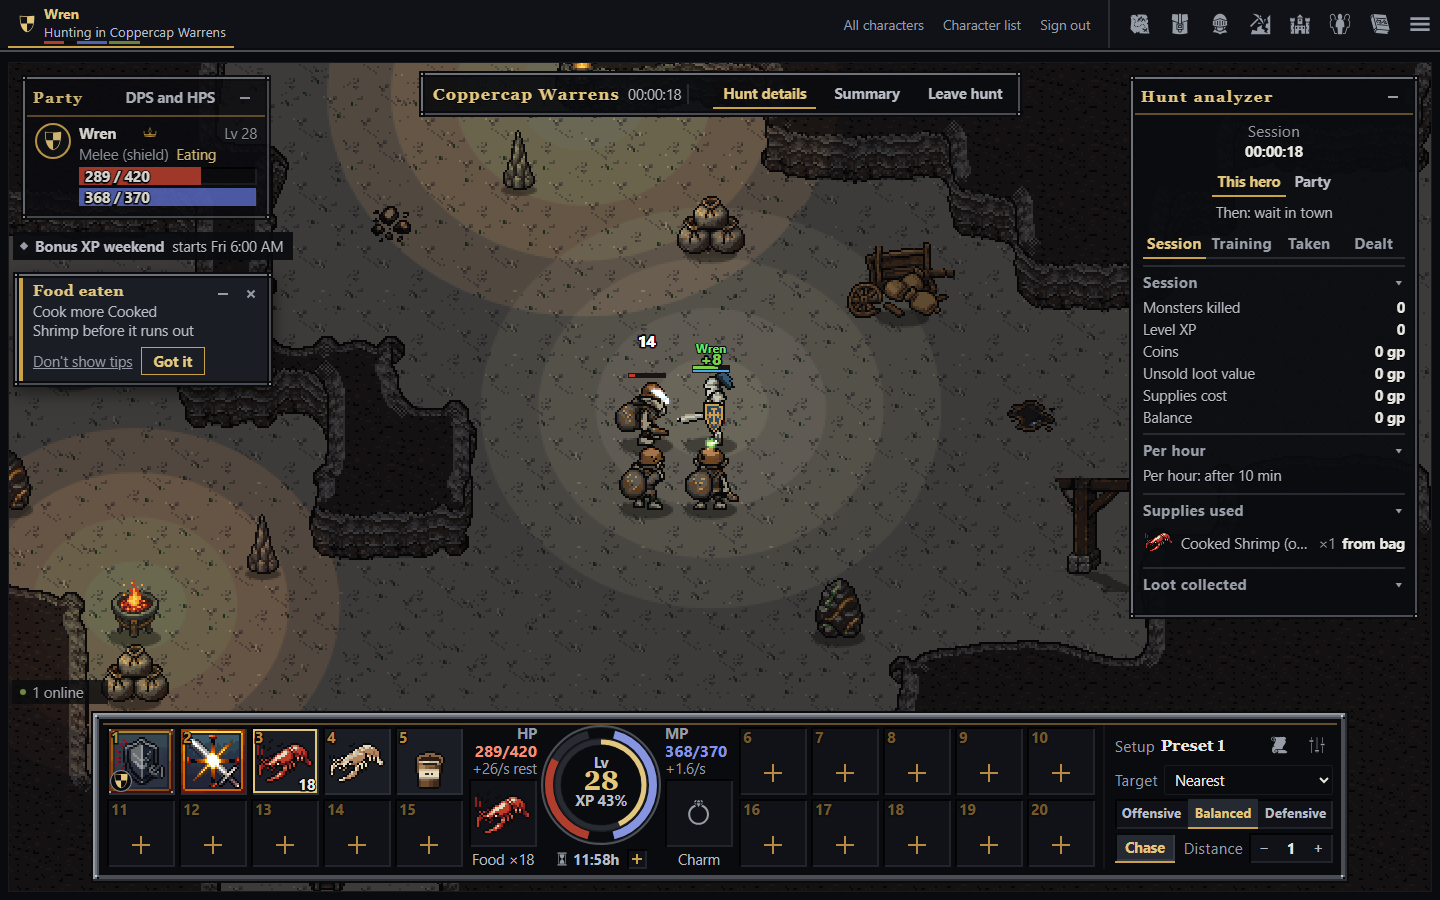 Wren
Hunting in Coppercap Warrens
All characters
Character list
Sign out
Party
DPS and HPS
Wren
Lv 28
Melee (shield) Eating
289 / 420
368 / 370
Bonus XP weekend starts Fri 6:00 AM
Food eaten
Cook more Cooked
Shrimp before it runs out
Don't show tips
Got it
Coppercap Warrens 00:00:18
Hunt details
Summary
Leave hunt
14
Wren
+8
Hunt analyzer
Session
00:00:18
This hero Party
Then: wait in town
Session Training Taken Dealt
Session
Monsters killed 0
Level XP 0
Coins 0 gp
Unsold loot value 0 gp
Supplies cost 0 gp
Balance 0 gp
Per hour
Per hour: after 10 min
Supplies used
Cooked Shrimp (o... ×1 from bag
Loot collected
1 online
1 2 3 4 5
18
11 12 13 14 15
HP
289/420
+26/s rest
Food ×18
Lv
28
XP 43%
11:58h +
MP
368/370
+1.6/s
Charm
6 7 8 9 10
16 17 18 19 20
Setup Preset 1
Target Nearest
Offensive Balanced Defensive
Chase Distance − 1 +